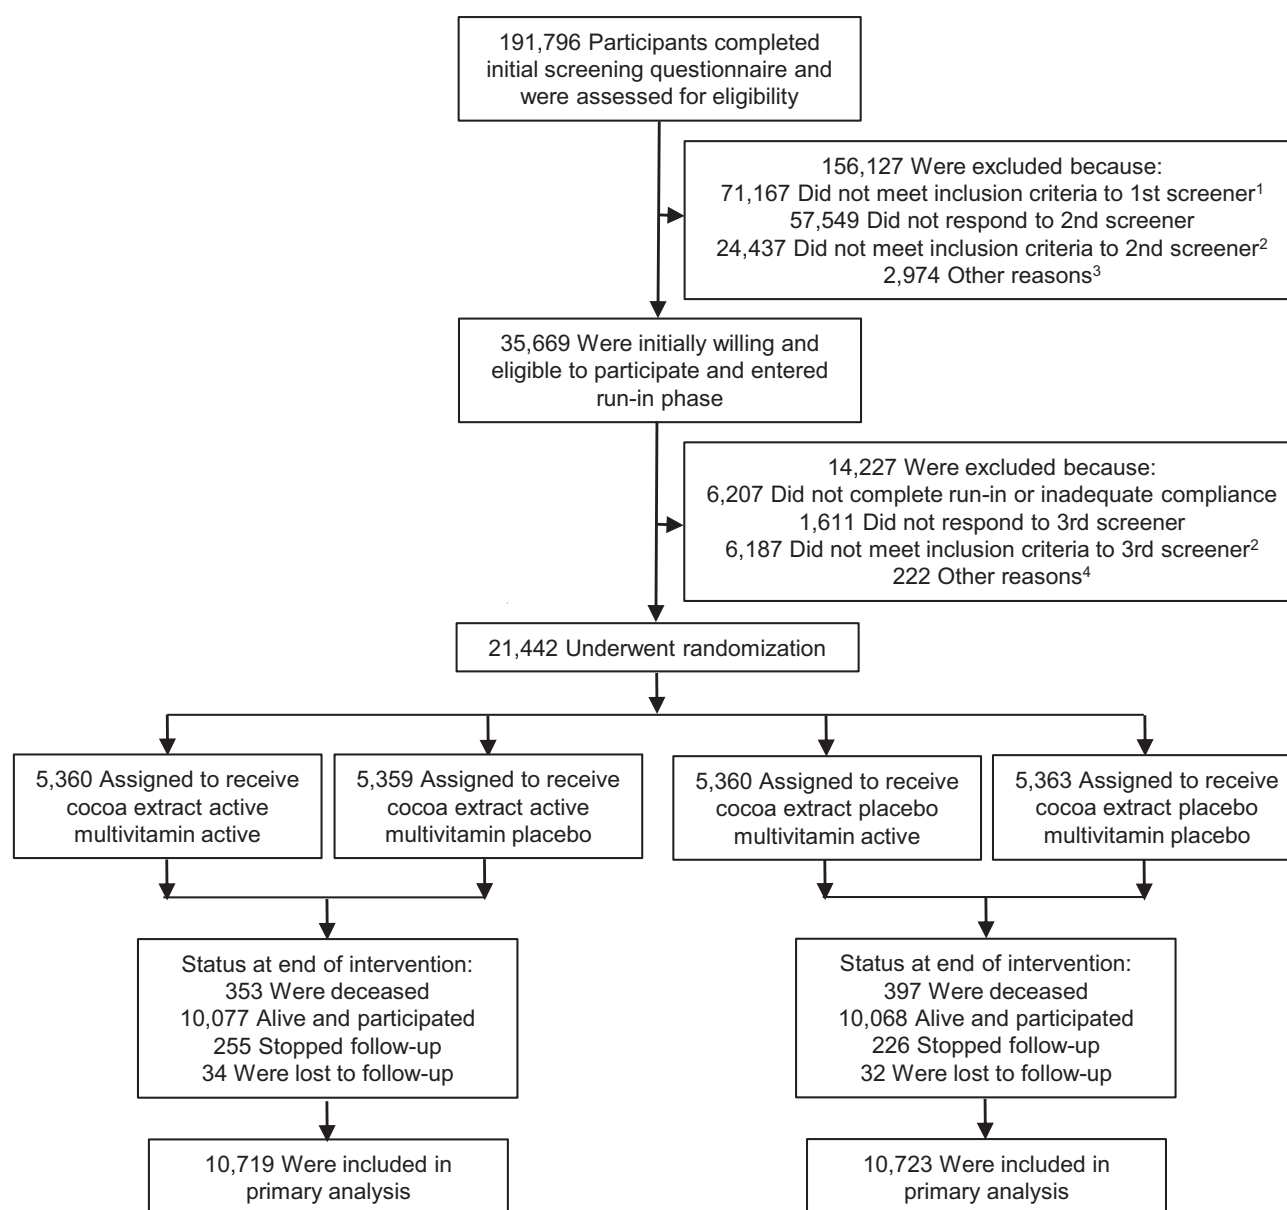 191,796 Participants completed
initial screening questionnaire and
were assessed for eligibility
156,127 Were excluded because:
71,167 Did not meet inclusion criteria to 1st screener¹
57,549 Did not respond to 2nd screener
24,437 Did not meet inclusion criteria to 2nd screener²
2,974 Other reasons³
35,669 Were initially willing and
eligible to participate and entered
run-in phase
14,227 Were excluded because:
6,207 Did not complete run-in or inadequate compliance
1,611 Did not respond to 3rd screener
6,187 Did not meet inclusion criteria to 3rd screener²
222 Other reasons⁴
21,442 Underwent randomization
5,360 Assigned to receive
cocoa extract active
multivitamin active
5,359 Assigned to receive
cocoa extract active
multivitamin placebo
5,360 Assigned to receive
cocoa extract placebo
multivitamin active
5,363 Assigned to receive
cocoa extract placebo
multivitamin placebo
Status at end of intervention:
353 Were deceased
10,077 Alive and participated
255 Stopped follow-up
34 Were lost to follow-up
Status at end of intervention:
397 Were deceased
10,068 Alive and participated
226 Stopped follow-up
32 Were lost to follow-up
10,719 Were included in
primary analysis
10,723 Were included in
primary analysis